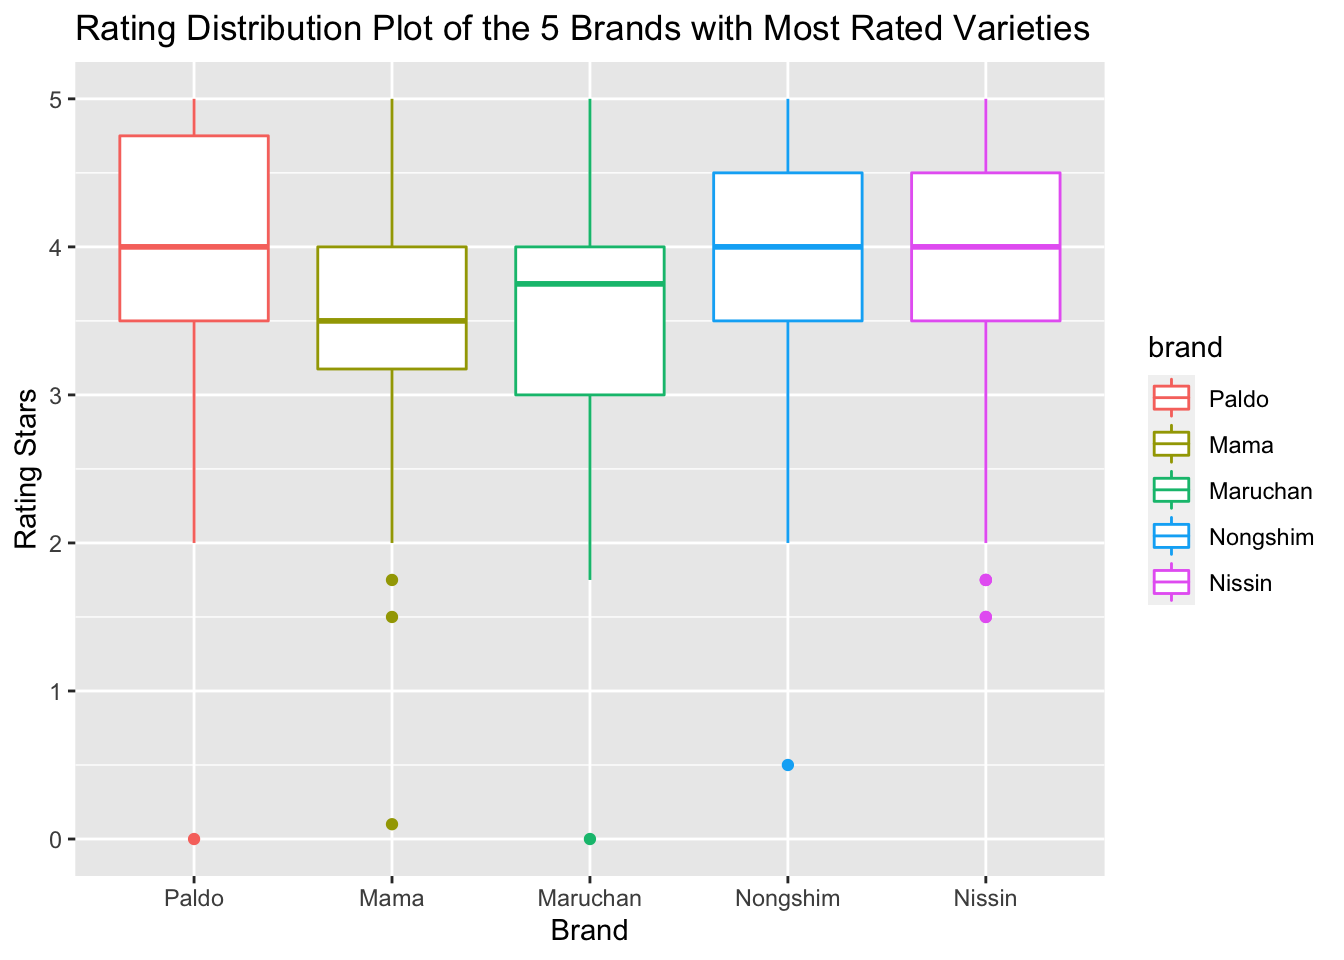 Rating Distribution Plot of the 5 Brands with Most Rated Varieties
Rating Stars
5
4
3
2
1
0
Paldo Mama Maruchan Nongshim Nissin
Brand
brand
Paldo
Mama
Maruchan
Nongshim
Nissin